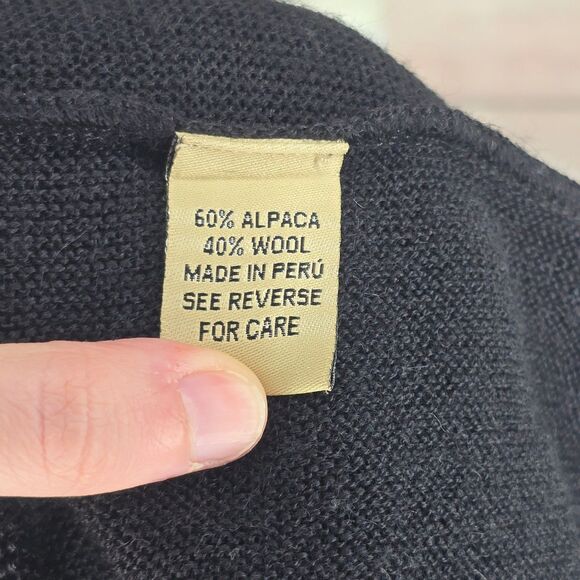 60% ALPACA
40% WOOL
MADE IN PERÚ
SEE REVERSE
FOR CARE